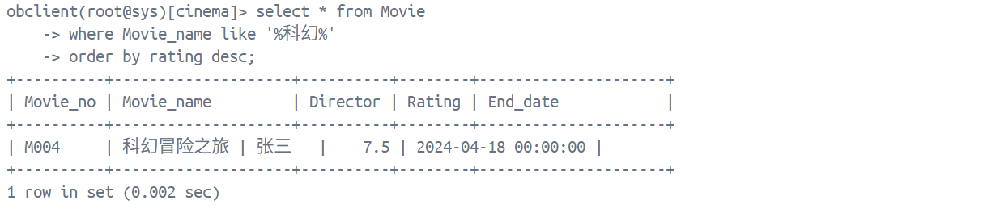 obclient(root@sys)[cinema]> select * from Movie
    -> where Movie_name like '%科幻%'
    -> order by rating desc;
+----------+--------------------+----------+--------+---------------------+
| Movie_no | Movie_name         | Director | Rating | End_date            |
+----------+--------------------+----------+--------+---------------------+
| M004     | 科幻冒险之旅 | 张三   |    7.5 | 2024-04-18 00:00:00 |
+----------+--------------------+----------+--------+---------------------+
1 row in set (0.002 sec)